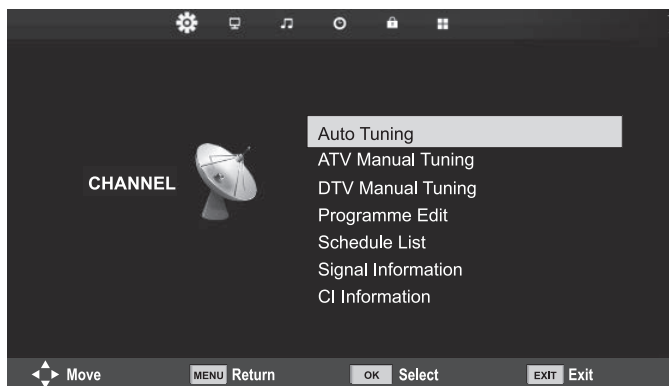 Auto Tuning
ATV Manual Tuning
CHANNEL
DTV Manual Tuning
Programme Edit
Schedule List
Signal Information
CI Information
Move MENU Return OK Select EXIT Exit